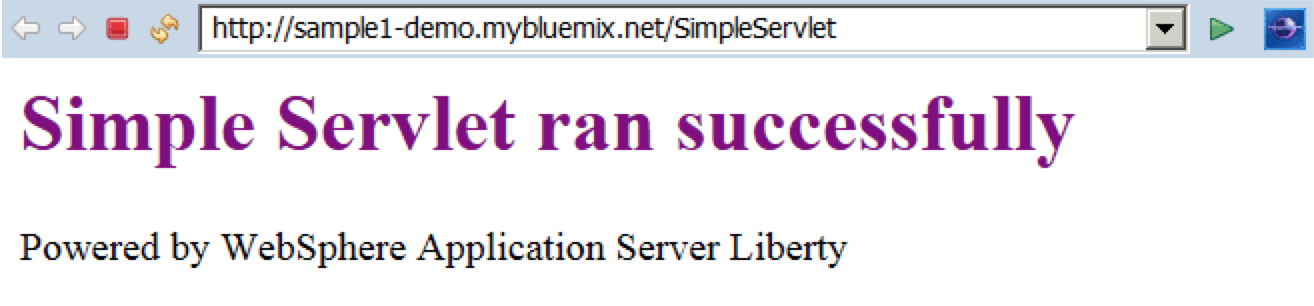 http://sample1-demo.mybluemix.net/SimpleServlet
Simple Servlet ran successfully
Powered by WebSphere Application Server Liberty